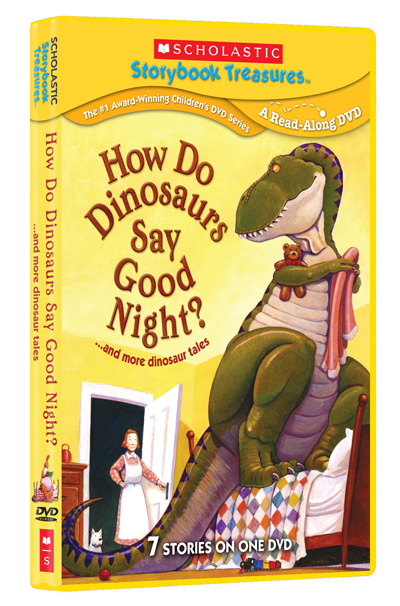 SCHOLASTIC
Storybook Treasures™
The #1 Award-Winning Children's DVD Series
A Read-Along DVD
How Do
Dinosaurs
Say
Good
Night?
...and more dinosaur tales
7 STORIES ON ONE DVD
SCHOLASTIC
Storybook
Treasures™
How Do Dinosaurs Say Good Night?
...and more dinosaur tales
DVD
S